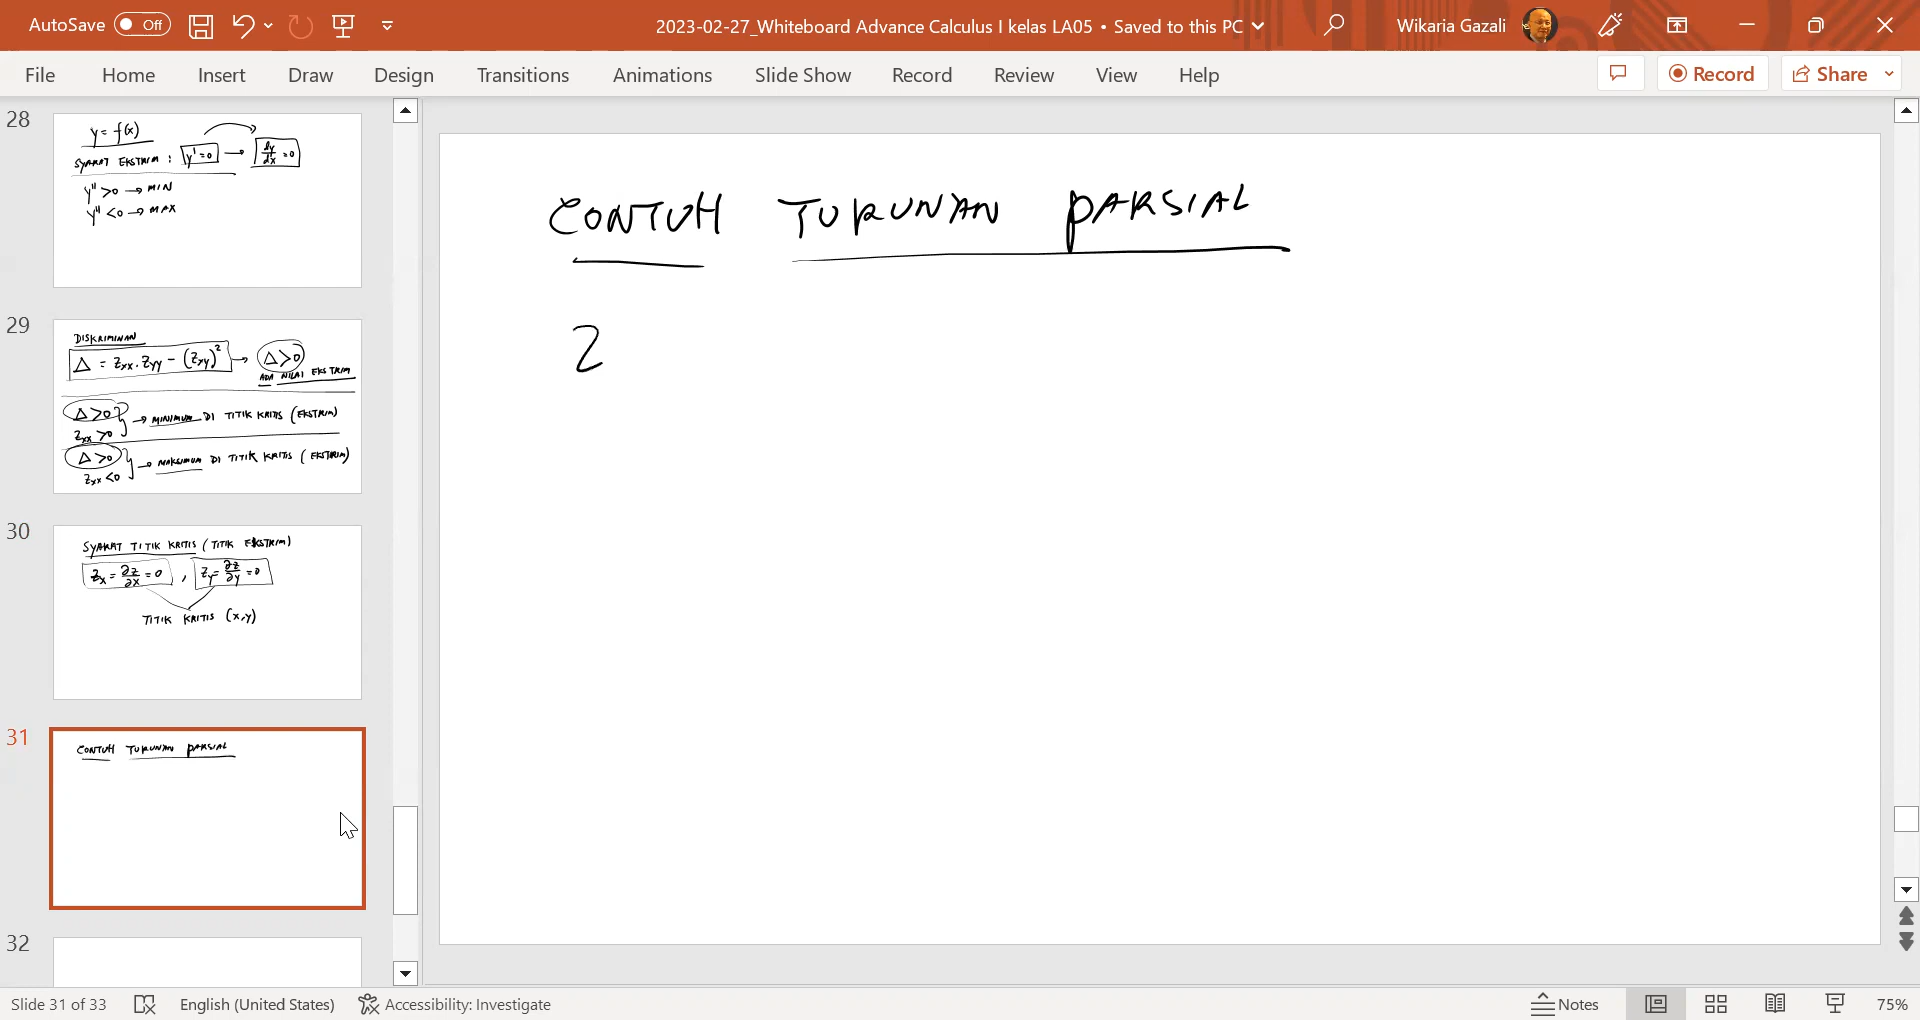 AutoSave Off 2023-02-27_Whiteboard Advance Calculus I kelas LA05 • Saved to this PC Wikaria Gazali
File Home Insert Draw Design Transitions Animations Slide Show Record Review View Help Record Share
28
y = f(x)
SYARAT EKSTRIM : y' = 0 → dy/dx = 0
y" > 0 → MIN
y" < 0 → MAX
29
DISKRIMINAN
Δ = Zxx . Zyy − (Zxy)² → Δ > 0
ADA NILAI EKSTRIM
Δ > 0
Zxx > 0 } → MINIMUM DI TITIK KRITIS (EKSTRIM)
Δ > 0
Zxx < 0 } → MAKSIMUM DI TITIK KRITIS (EKSTRIM)
30
SYARAT TITIK KRITIS (TITIK EKSTRIM)
Zx = ∂z/∂x = 0 , Zy = ∂z/∂y = 0
TITIK KRITIS (x,y)
31
CONTOH TURUNAN PARSIAL
32
CONTOH TURUNAN PARSIAL
Z
Slide 31 of 33 English (United States) Accessibility: Investigate Notes 75%